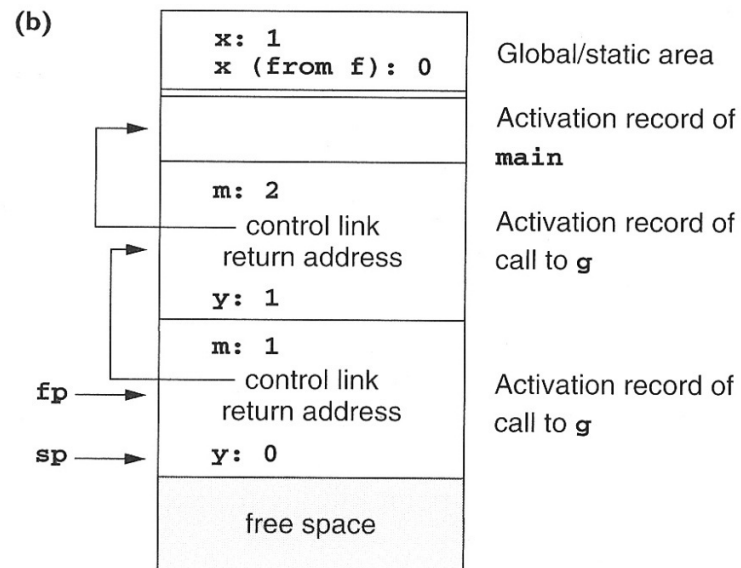 (b)
x: 1
x (from f): 0
Global/static area
Activation record of
main
m: 2
control link
return address
y: 1
Activation record of
call to g
m: 1
control link
return address
y: 0
fp
sp
Activation record of
call to g
free space